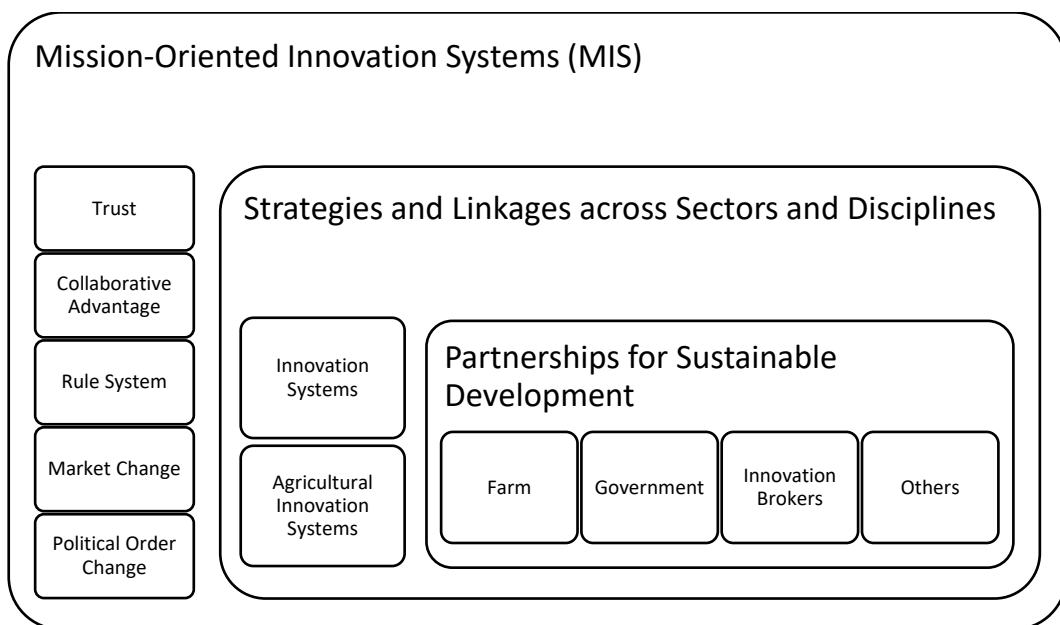 Mission-Oriented Innovation Systems (MIS)
Trust
Collaborative
Advantage
Rule System
Market Change
Political Order
Change
Strategies and Linkages across Sectors and Disciplines
Innovation
Systems
Agricultural
Innovation
Systems
Partnerships for Sustainable
Development
Farm
Government
Innovation
Brokers
Others